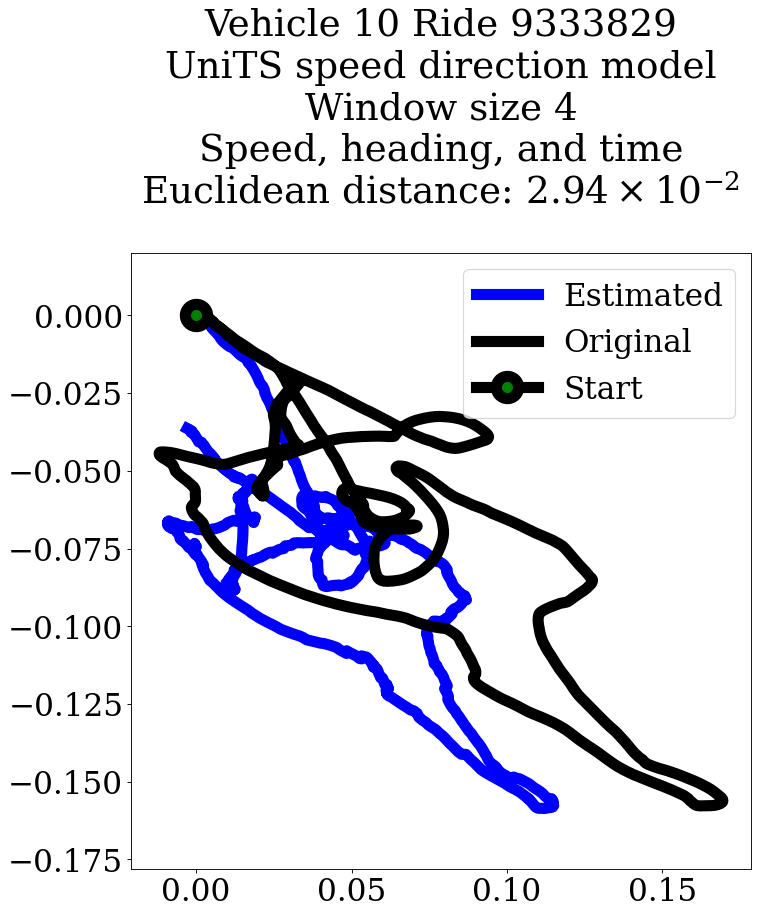 Vehicle 10 Ride 9333829
UniTS speed direction model
Window size 4
Speed, heading, and time
Euclidean distance: 2.94 × 10⁻²
Estimated
Original
Start
0.000
−0.025
−0.050
−0.075
−0.100
−0.125
−0.150
−0.175
0.00 0.05 0.10 0.15